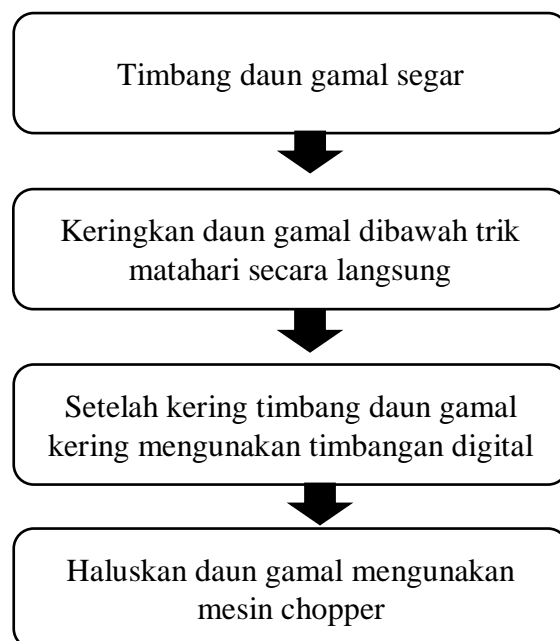 Timbang daun gamal segar
Keringkan daun gamal dibawah trik
matahari secara langsung
Setelah kering timbang daun gamal
kering mengunakan timbangan digital
Haluskan daun gamal mengunakan
mesin chopper